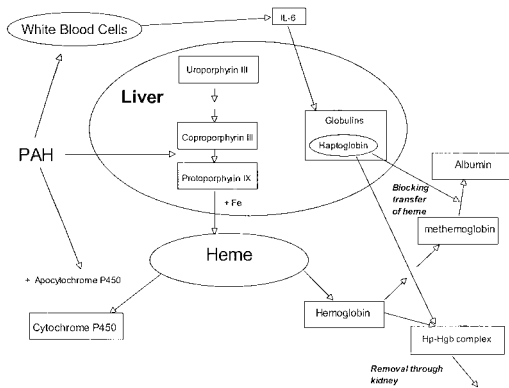 White Blood Cells
IL-6
Uroporphyrin III
Liver
Globulins
Coproporphyrin III
Haptoglobin
PAH
Albumin
Protoporphyrin IX
Blocking
transfer
of heme
+ Fe
methemoglobin
Heme
+ Apocytochrome P450
Hemoglobin
Cytochrome P450
Hp-Hgb complex
Removal through
kidney